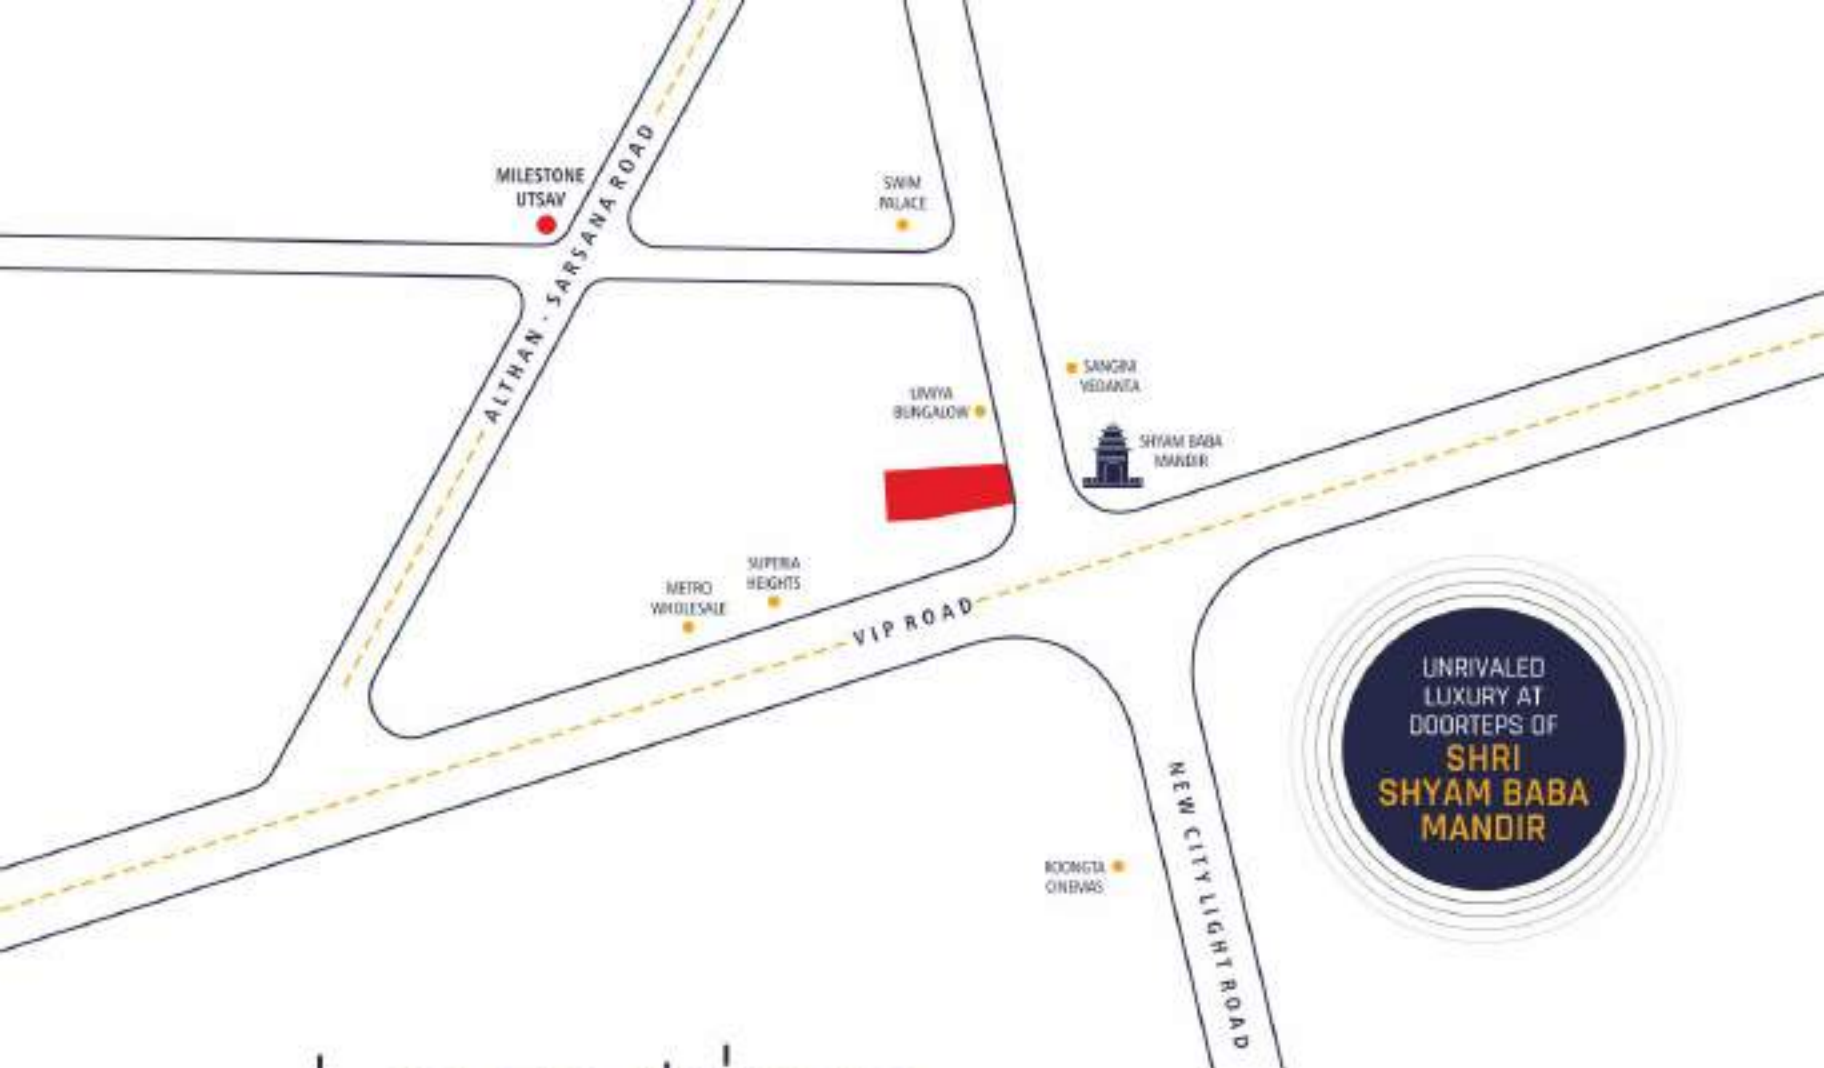 MILESTONE
UTSAV
ALTHAN - SARSANA ROAD
SWIM
PALACE
SANGINI
VEDANTA
UMIYA
BUNGALOW
SHYAM BABA
MANDIR
SUPERIA
HEIGHTS
METRO
WHOLESALE
VIP ROAD
UNRIVALED
LUXURY AT
DOORTEPS OF
SHRI
SHYAM BABA
MANDIR
NEW CITY LIGHT ROAD
ROONGTA
CINEMAS